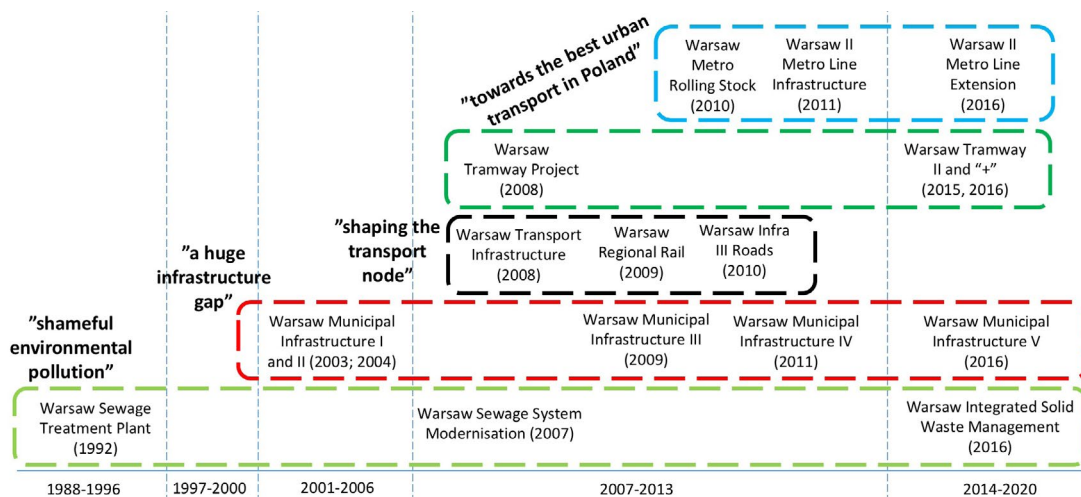 ”towards the best urban
transport in Poland”
Warsaw
Metro
Rolling Stock
(2010)
Warsaw II
Metro Line
Infrastructure
(2011)
Warsaw II
Metro Line
Extension
(2016)
Warsaw
Tramway Project
(2008)
Warsaw Tramway
II and “+”
(2015, 2016)
”shaping the
transport
node”
Warsaw Transport
Infrastructure
(2008)
Warsaw
Regional Rail
(2009)
Warsaw Infra
III Roads
(2010)
”a huge
infrastructure
gap”
Warsaw Municipal
Infrastructure I
and II (2003; 2004)
Warsaw Municipal
Infrastructure III
(2009)
Warsaw Municipal
Infrastructure IV
(2011)
Warsaw Municipal
Infrastructure V
(2016)
”shameful
environmental
pollution”
Warsaw Sewage
Treatment Plant
(1992)
Warsaw Sewage System
Modernisation (2007)
Warsaw Integrated Solid
Waste Management
(2016)
1988-1996
1997-2000
2001-2006
2007-2013
2014-2020